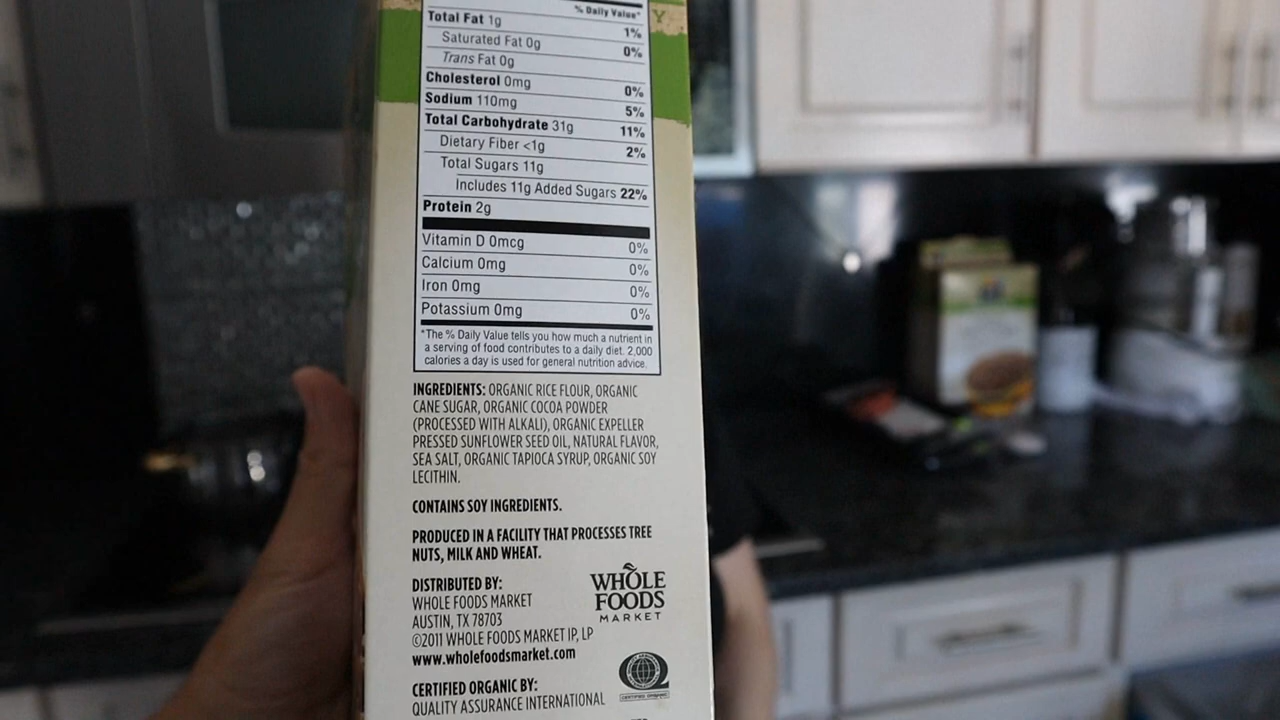 % Daily Value*
Y
Total Fat 1g 1%
Saturated Fat 0g 0%
Trans Fat 0g
Cholesterol 0mg 0%
Sodium 110mg 5%
Total Carbohydrate 31g 11%
Dietary Fiber <1g 2%
Total Sugars 11g
Includes 11g Added Sugars 22%
Protein 2g
Vitamin D 0mcg 0%
Calcium 0mg 0%
Iron 0mg 0%
Potassium 0mg 0%
*The % Daily Value tells you how much a nutrient in
a serving of food contributes to a daily diet. 2,000
calories a day is used for general nutrition advice.
INGREDIENTS: ORGANIC RICE FLOUR, ORGANIC
CANE SUGAR, ORGANIC COCOA POWDER
(PROCESSED WITH ALKALI), ORGANIC EXPELLER
PRESSED SUNFLOWER SEED OIL, NATURAL FLAVOR,
SEA SALT, ORGANIC TAPIOCA SYRUP, ORGANIC SOY
LECITHIN.
CONTAINS SOY INGREDIENTS.
PRODUCED IN A FACILITY THAT PROCESSES TREE
NUTS, MILK AND WHEAT.
DISTRIBUTED BY:
WHOLE FOODS MARKET
AUSTIN, TX 78703
©2011 WHOLE FOODS MARKET IP, LP
www.wholefoodsmarket.com
WHOLE
FOODS
MARKET
CERTIFIED ORGANIC BY:
QUALITY ASSURANCE INTERNATIONAL
CERTIFIED ORGANIC